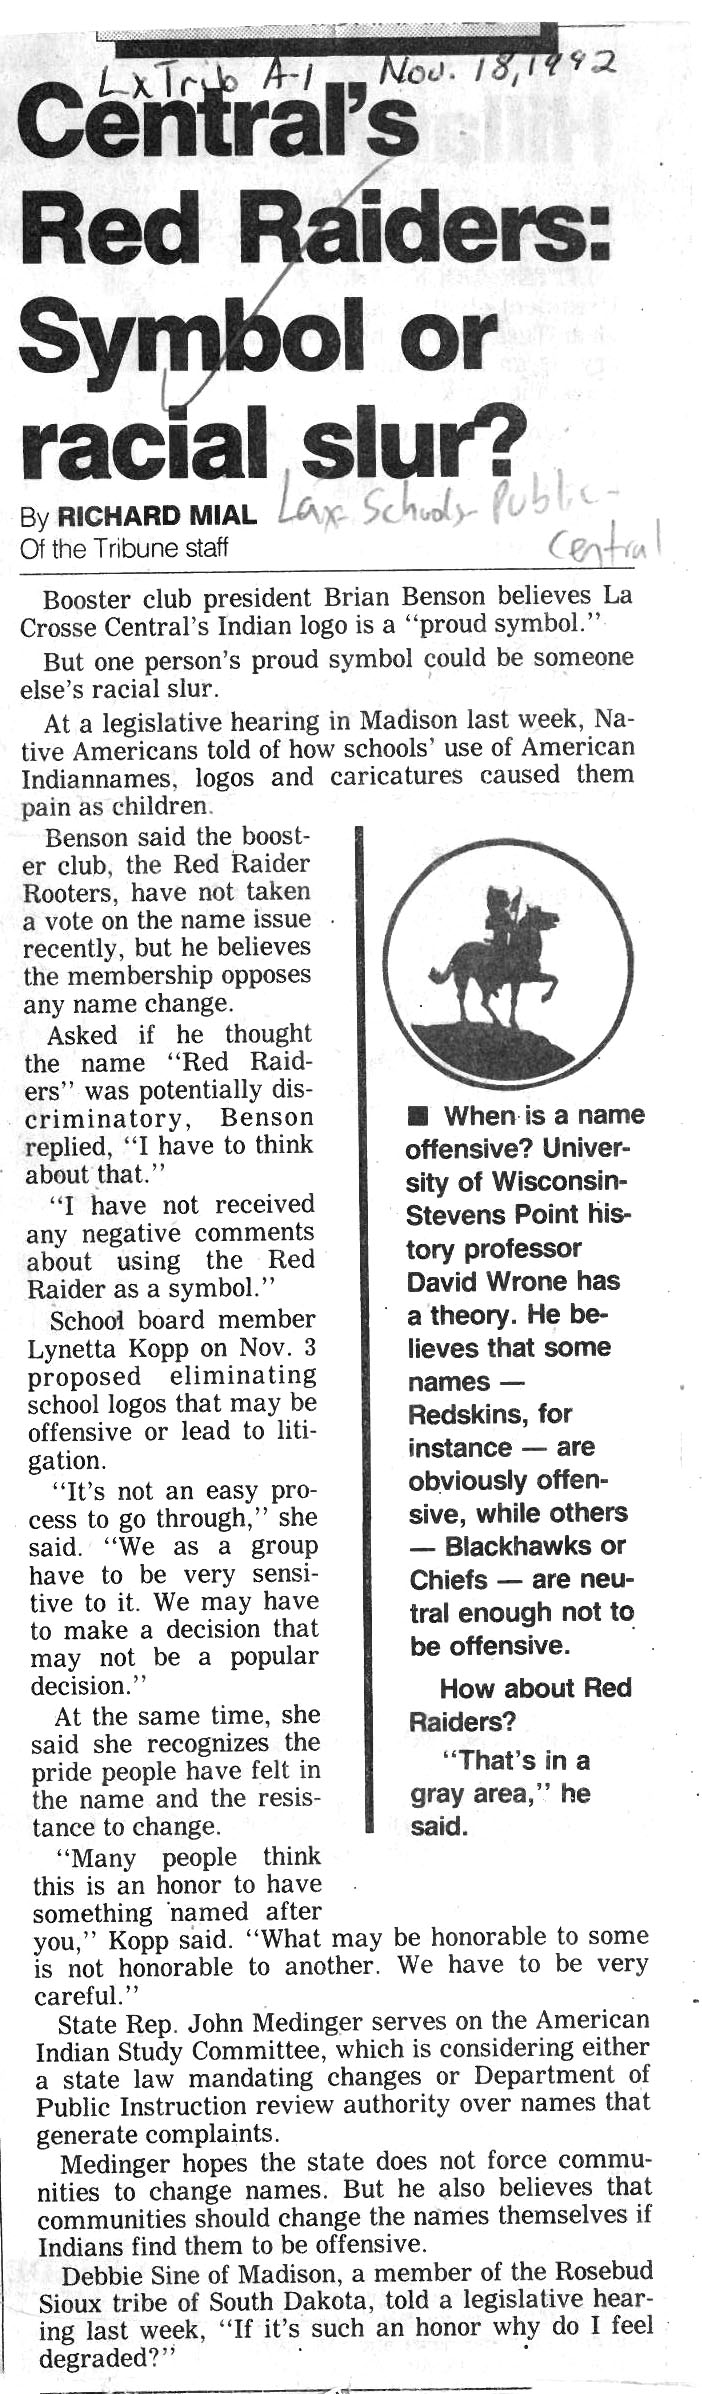 LxTrib A-1 Nov. 18, 1992
Central's
Red Raiders:
Symbol or
racial slur?
By RICHARD MIAL
Of the Tribune staff
Lax Schools- Public-
Central
Booster club president Brian Benson believes La
Crosse Central's Indian logo is a “proud symbol.”
But one person's proud symbol could be someone
else's racial slur.
At a legislative hearing in Madison last week, Na-
tive Americans told of how schools' use of American
Indiannames, logos and caricatures caused them
pain as children.
Benson said the boost-
er club, the Red Raider
Rooters, have not taken
a vote on the name issue
recently, but he believes
the membership opposes
any name change.
Asked if he thought
the name “Red Raid-
ers” was potentially dis-
criminatory, Benson
replied, “I have to think
about that.”
“I have not received
any negative comments
about using the Red
Raider as a symbol.”
School board member
Lynetta Kopp on Nov. 3
proposed eliminating
school logos that may be
offensive or lead to liti-
gation.
“It's not an easy pro-
cess to go through,” she
said. “We as a group
have to be very sensi-
tive to it. We may have
to make a decision that
may not be a popular
decision.”
At the same time, she
said she recognizes the
pride people have felt in
the name and the resis-
tance to change.
“Many people think
this is an honor to have
something named after
you,” Kopp said. “What may be honorable to some
is not honorable to another. We have to be very
careful.”
State Rep. John Medinger serves on the American
Indian Study Committee, which is considering either
a state law mandating changes or Department of
Public Instruction review authority over names that
generate complaints.
Medinger hopes the state does not force commu-
nities to change names. But he also believes that
communities should change the names themselves if
Indians find them to be offensive.
Debbie Sine of Madison, a member of the Rosebud
Sioux tribe of South Dakota, told a legislative hear-
ing last week, “If it's such an honor why do I feel
degraded?”
■ When is a name
offensive? Univer-
sity of Wisconsin-
Stevens Point his-
tory professor
David Wrone has
a theory. He be-
lieves that some
names —
Redskins, for
instance — are
obviously offen-
sive, while others
— Blackhawks or
Chiefs — are neu-
tral enough not to
be offensive.
How about Red
Raiders?
“That's in a
gray area,” he
said.